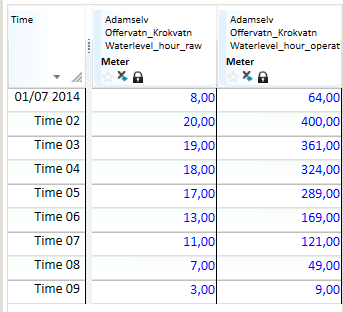 Time
Adamselv
Offervatn_Krokvatn
Waterlevel_hour_raw
Meter
Adamselv
Offervatn_Krokvatn
Waterlevel_hour_operat
Meter
01/07 2014 8,00 64,00
Time 02 20,00 400,00
Time 03 19,00 361,00
Time 04 18,00 324,00
Time 05 17,00 289,00
Time 06 13,00 169,00
Time 07 11,00 121,00
Time 08 7,00 49,00
Time 09 3,00 9,00